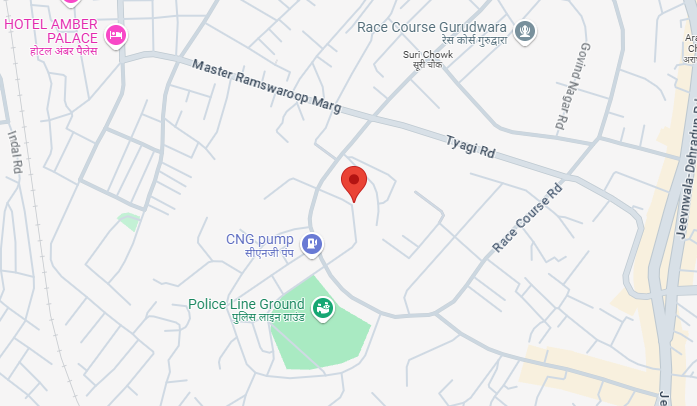 HOTEL AMBER
PALACE
होटल अंबर पैलेस
Race Course Gurudwara
रेस कोर्स गुरुद्वारा
Suri Chowk
सूरी चौक
Govind Nagar Rd
Master Ramswaroop Marg
Tyagi Rd
Indal Rd
Race Course Rd
Jeevnwala-Dehradun
CNG pump
सीएनजी पंप
Police Line Ground
पुलिस लाइन ग्राउंड